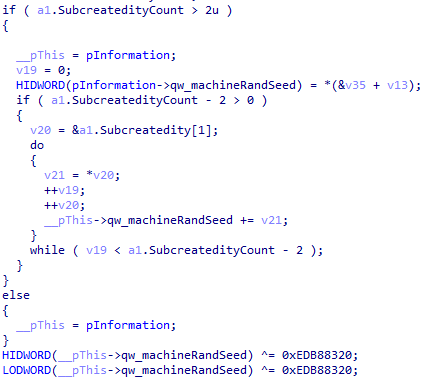 if ( a1.SubcreatedityCount > 2u )
{
__pThis = pInformation;
v19 = 0;
HIDWORD(pInformation->qw_machineRandSeed) = *(&v35 + v13);
if ( a1.SubcreatedityCount - 2 > 0 )
{
v20 = &a1.Subcreatedity[1];
do
{
v21 = *v20;
++v19;
++v20;
__pThis->qw_machineRandSeed += v21;
}
while ( v19 < a1.SubcreatedityCount - 2 );
}
}
else
{
__pThis = pInformation;
}
HIDWORD(__pThis->qw_machineRandSeed) ^= 0xEDB88320;
LODWORD(__pThis->qw_machineRandSeed) ^= 0xEDB88320;